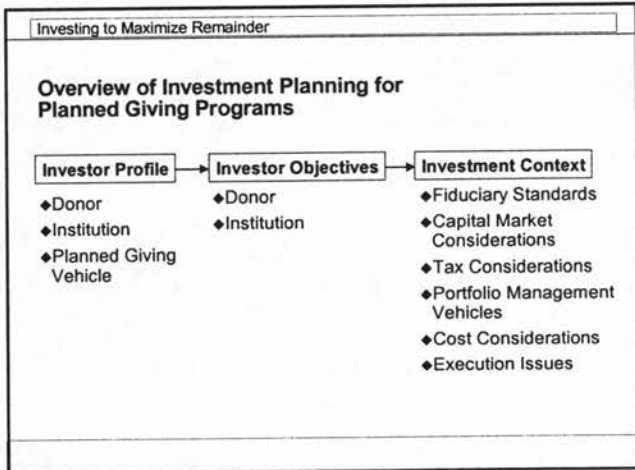 Investing to Maximize Remainder
Overview of Investment Planning for
Planned Giving Programs
Investor Profile
◆Donor
◆Institution
◆Planned Giving
Vehicle
Investor Objectives
◆Donor
◆Institution
Investment Context
◆Fiduciary Standards
◆Capital Market
Considerations
◆Tax Considerations
◆Portfolio Management
Vehicles
◆Cost Considerations
◆Execution Issues